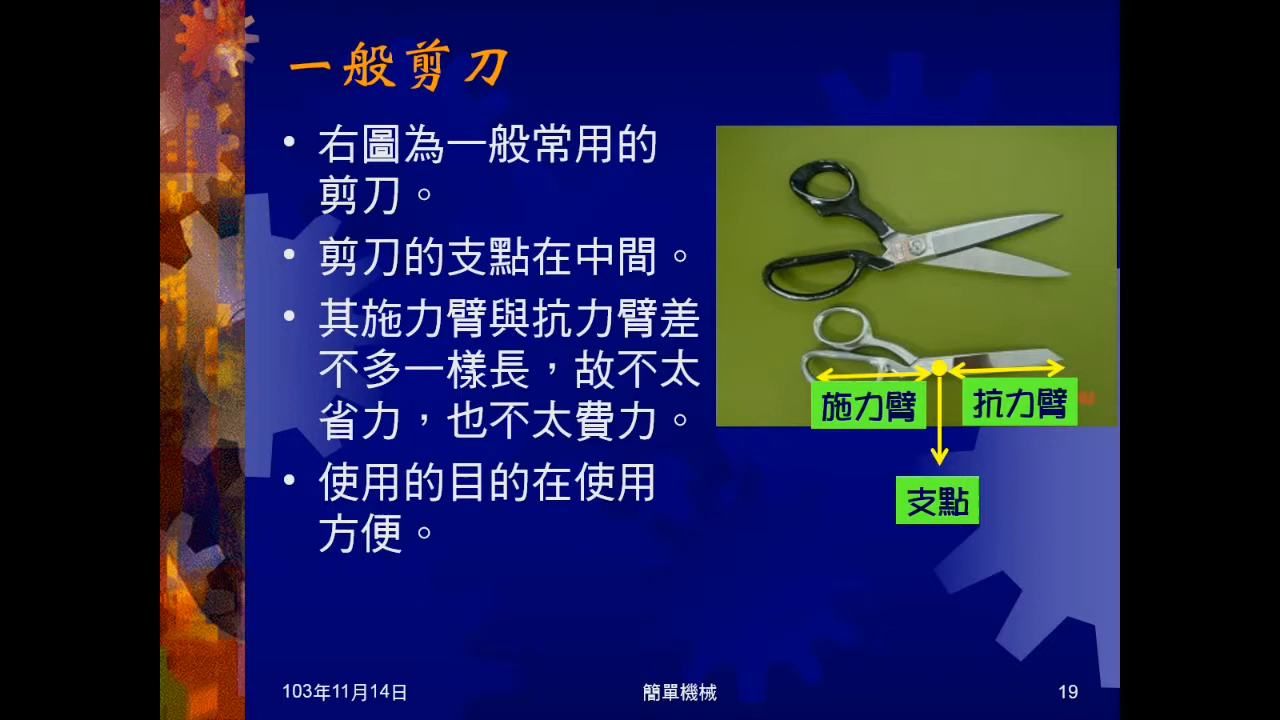 一般剪刀
• 右圖為一般常用的
剪刀。
• 剪刀的支點在中間。
• 其施力臂與抗力臂差
不多一樣長，故不太
省力，也不太費力。
• 使用的目的在使用
方便。
施力臂
抗力臂
支點
103年11月14日
簡單機械
19